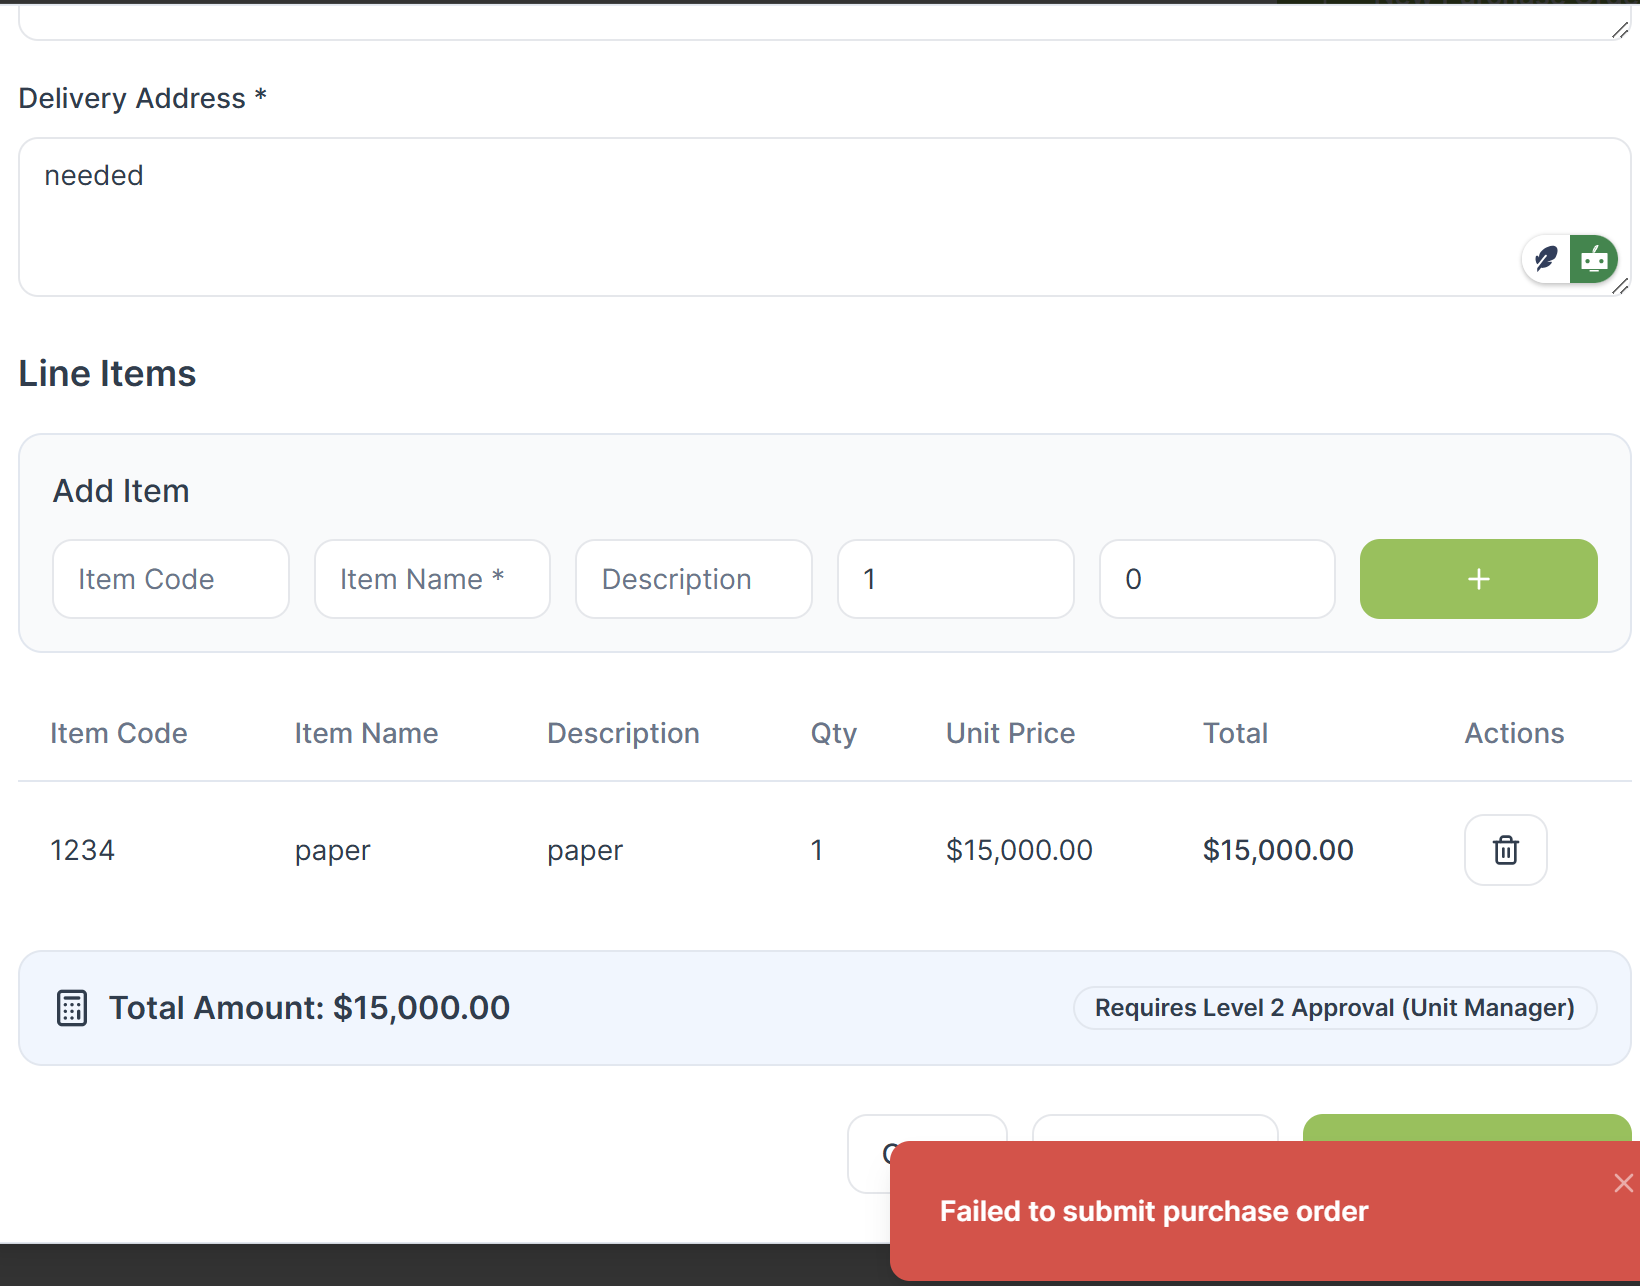 Delivery Address *
needed
Line Items
Add Item
Item Code Item Name * Description 1 0 +
Item Code Item Name Description Qty Unit Price Total Actions
1234 paper paper 1 $15,000.00 $15,000.00
Total Amount: $15,000.00 Requires Level 2 Approval (Unit Manager)
Failed to submit purchase order